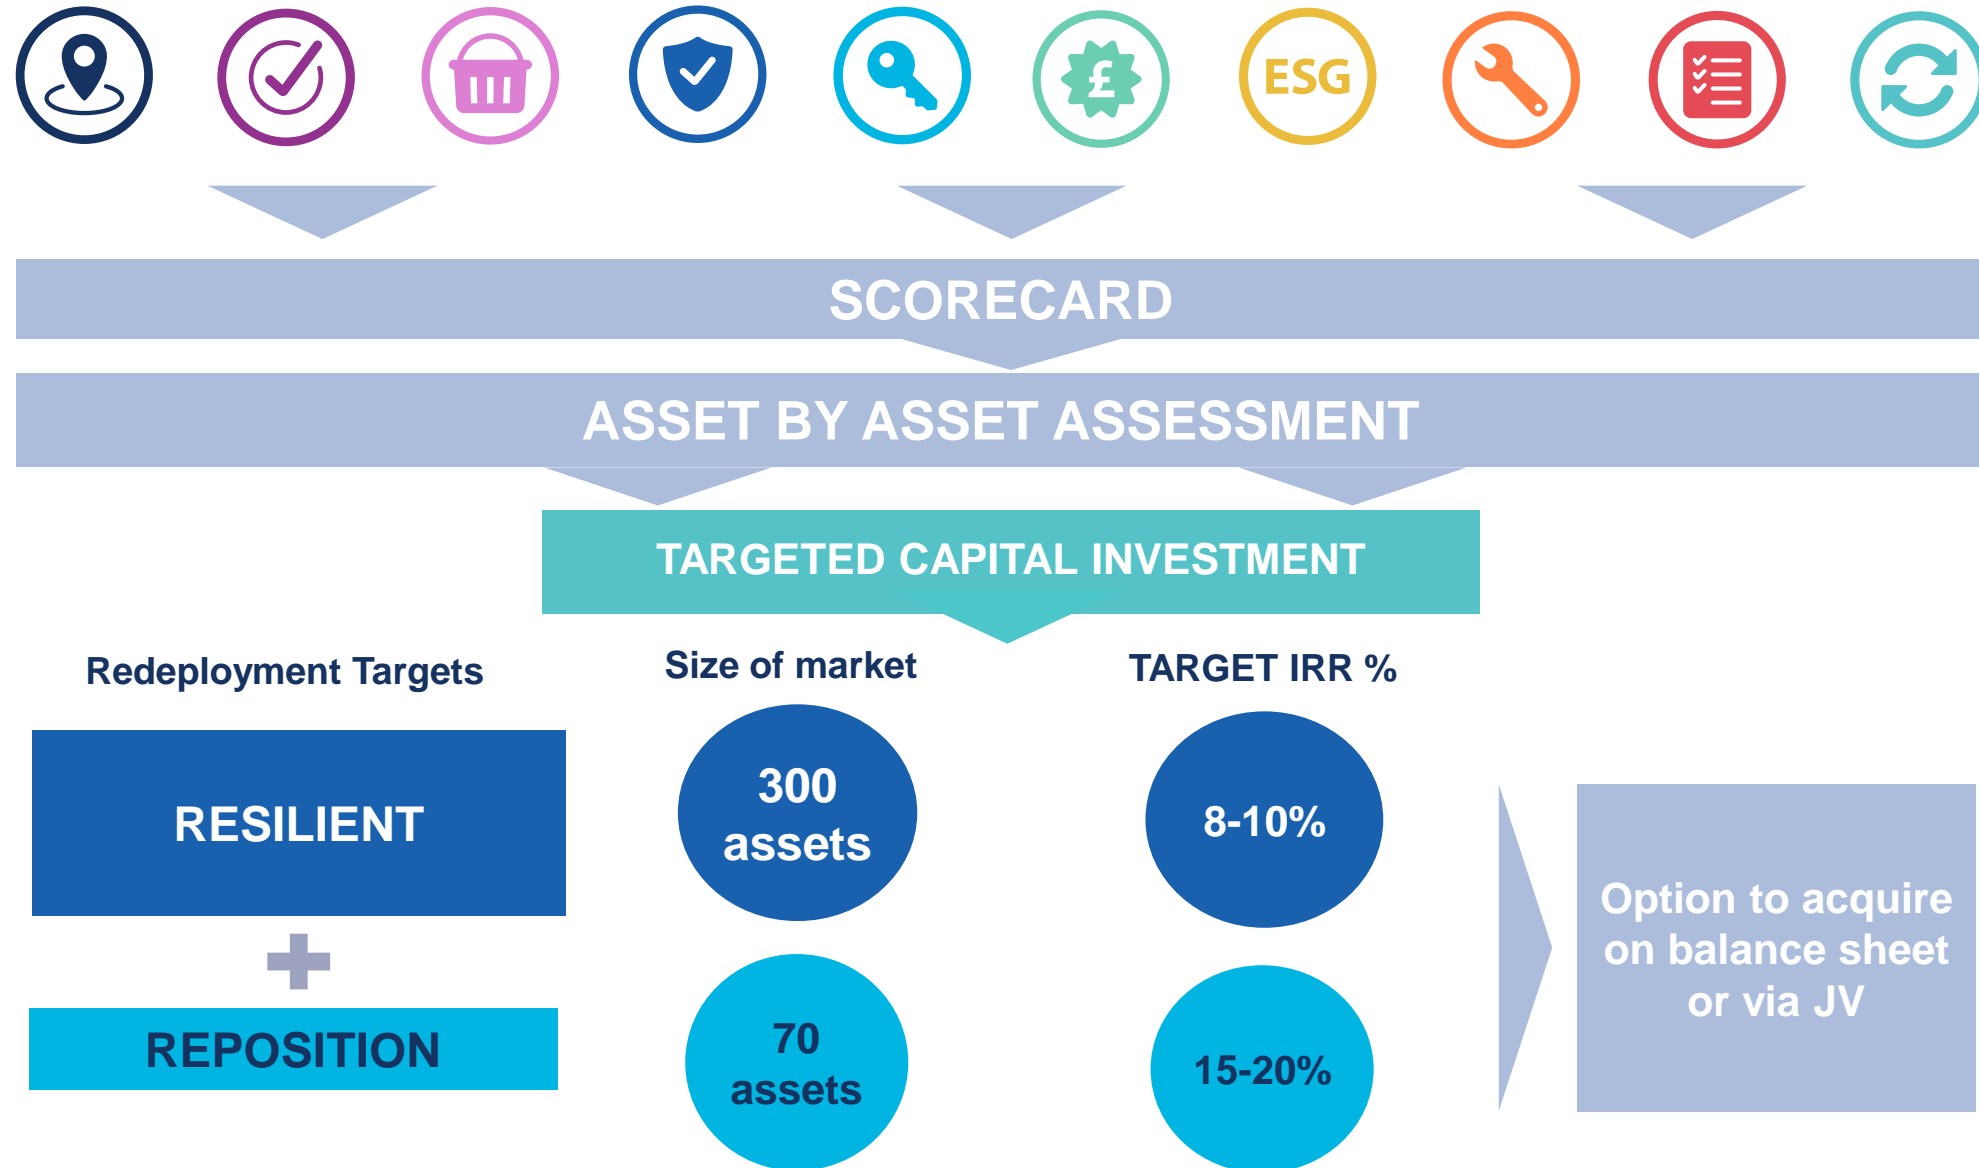 £
ESG
SCORECARD
ASSET BY ASSET ASSESSMENT
TARGETED CAPITAL INVESTMENT
Redeployment Targets
Size of market
TARGET IRR %
RESILIENT
300
assets
8-10%
REPOSITION
70
assets
15-20%
Option to acquire
on balance sheet
or via JV